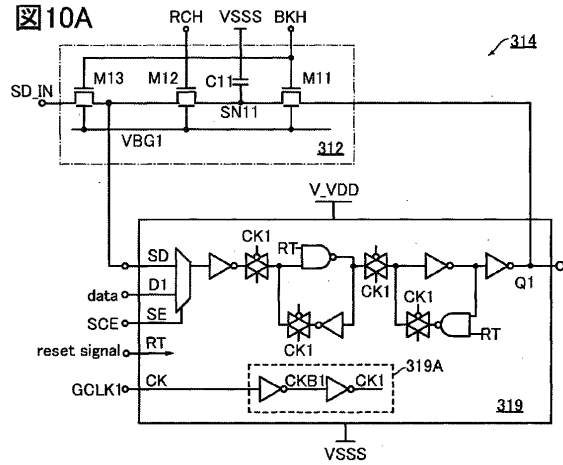 図10A
RCH VSSS BKH
314
M13 M12 C11 M11
SD_IN
SN11
VBG1
312
V_VDD
SD CK1 RT CK1
data D1
SCE SE
CK1 CK1 RT Q1
CK1
reset signal RT
319A
GCLK1 CK CKB1 CK1
319
VSSS